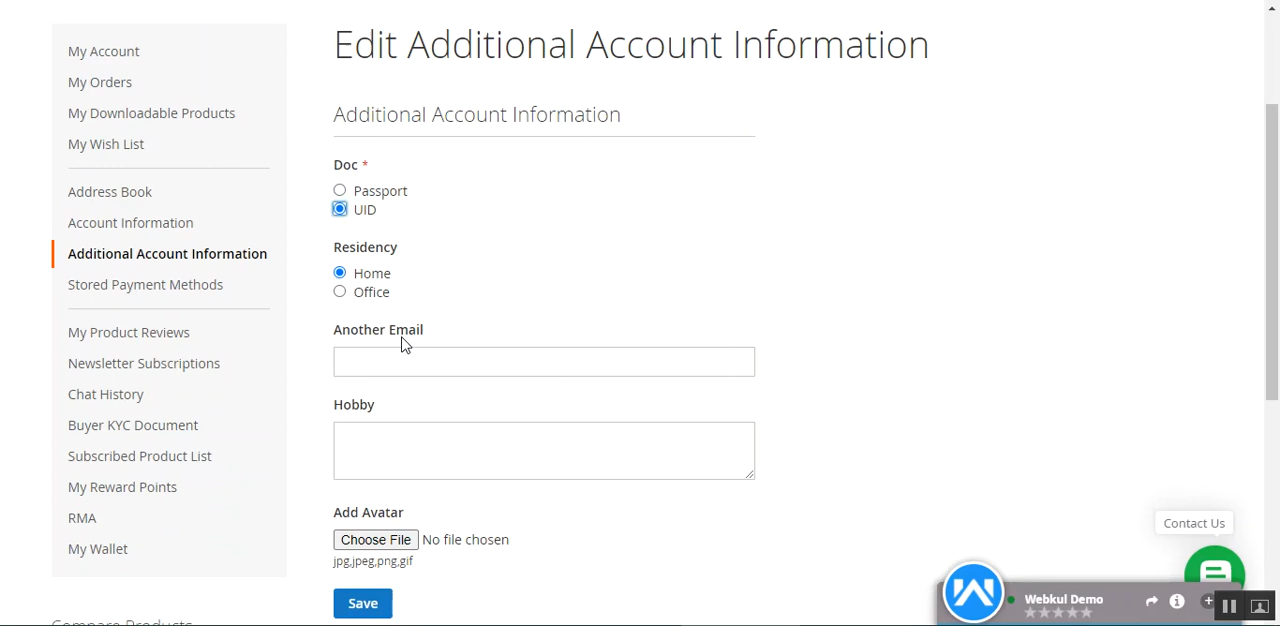 My Account
My Orders
My Downloadable Products
My Wish List
Address Book
Account Information
Additional Account Information
Stored Payment Methods
My Product Reviews
Newsletter Subscriptions
Chat History
Buyer KYC Document
Subscribed Product List
My Reward Points
RMA
My Wallet
Compare Products
Edit Additional Account Information
Additional Account Information
Doc *
Passport
UID
Residency
Home
Office
Another Email
Hobby
Add Avatar
Choose File No file chosen
jpg,jpeg,png,gif
Save
Contact Us
Webkul Demo